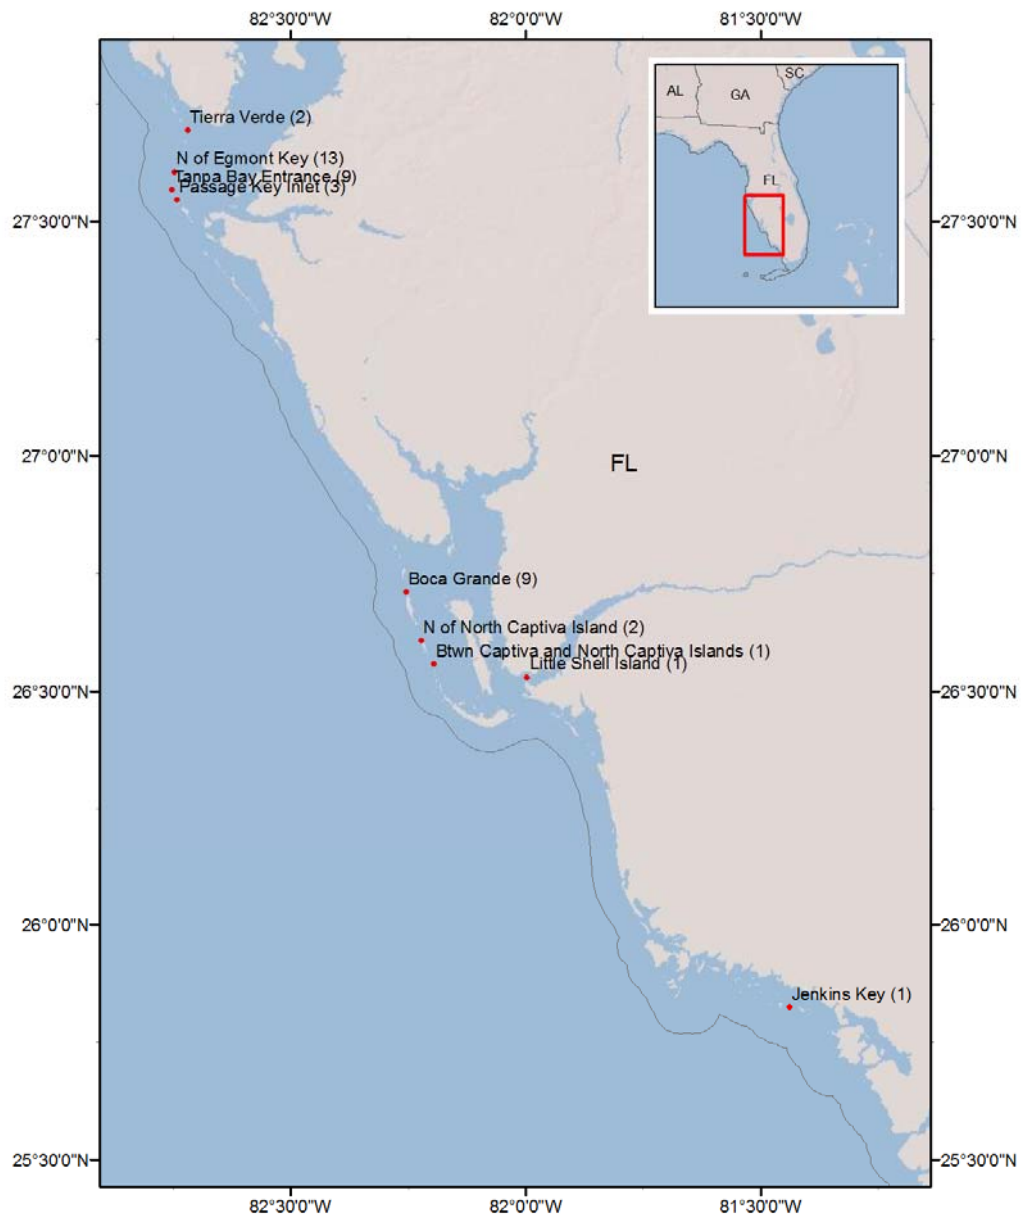 82°30'0"W
82°0'0"W
81°30'0"W
AL
GA
SC
FL
Tierra Verde (2)
N of Egmont Key (13)
Tanpa Bay Entrance (9)
Passage Key Inlet (3)
27°30'0"N
27°30'0"N
27°0'0"N
FL
27°0'0"N
Boca Grande (9)
N of North Captiva Island (2)
Btwn Captiva and North Captiva Islands (1)
Little Shell Island (1)
26°30'0"N
26°30'0"N
26°0'0"N
26°0'0"N
Jenkins Key (1)
25°30'0"N
25°30'0"N
82°30'0"W
82°0'0"W
81°30'0"W